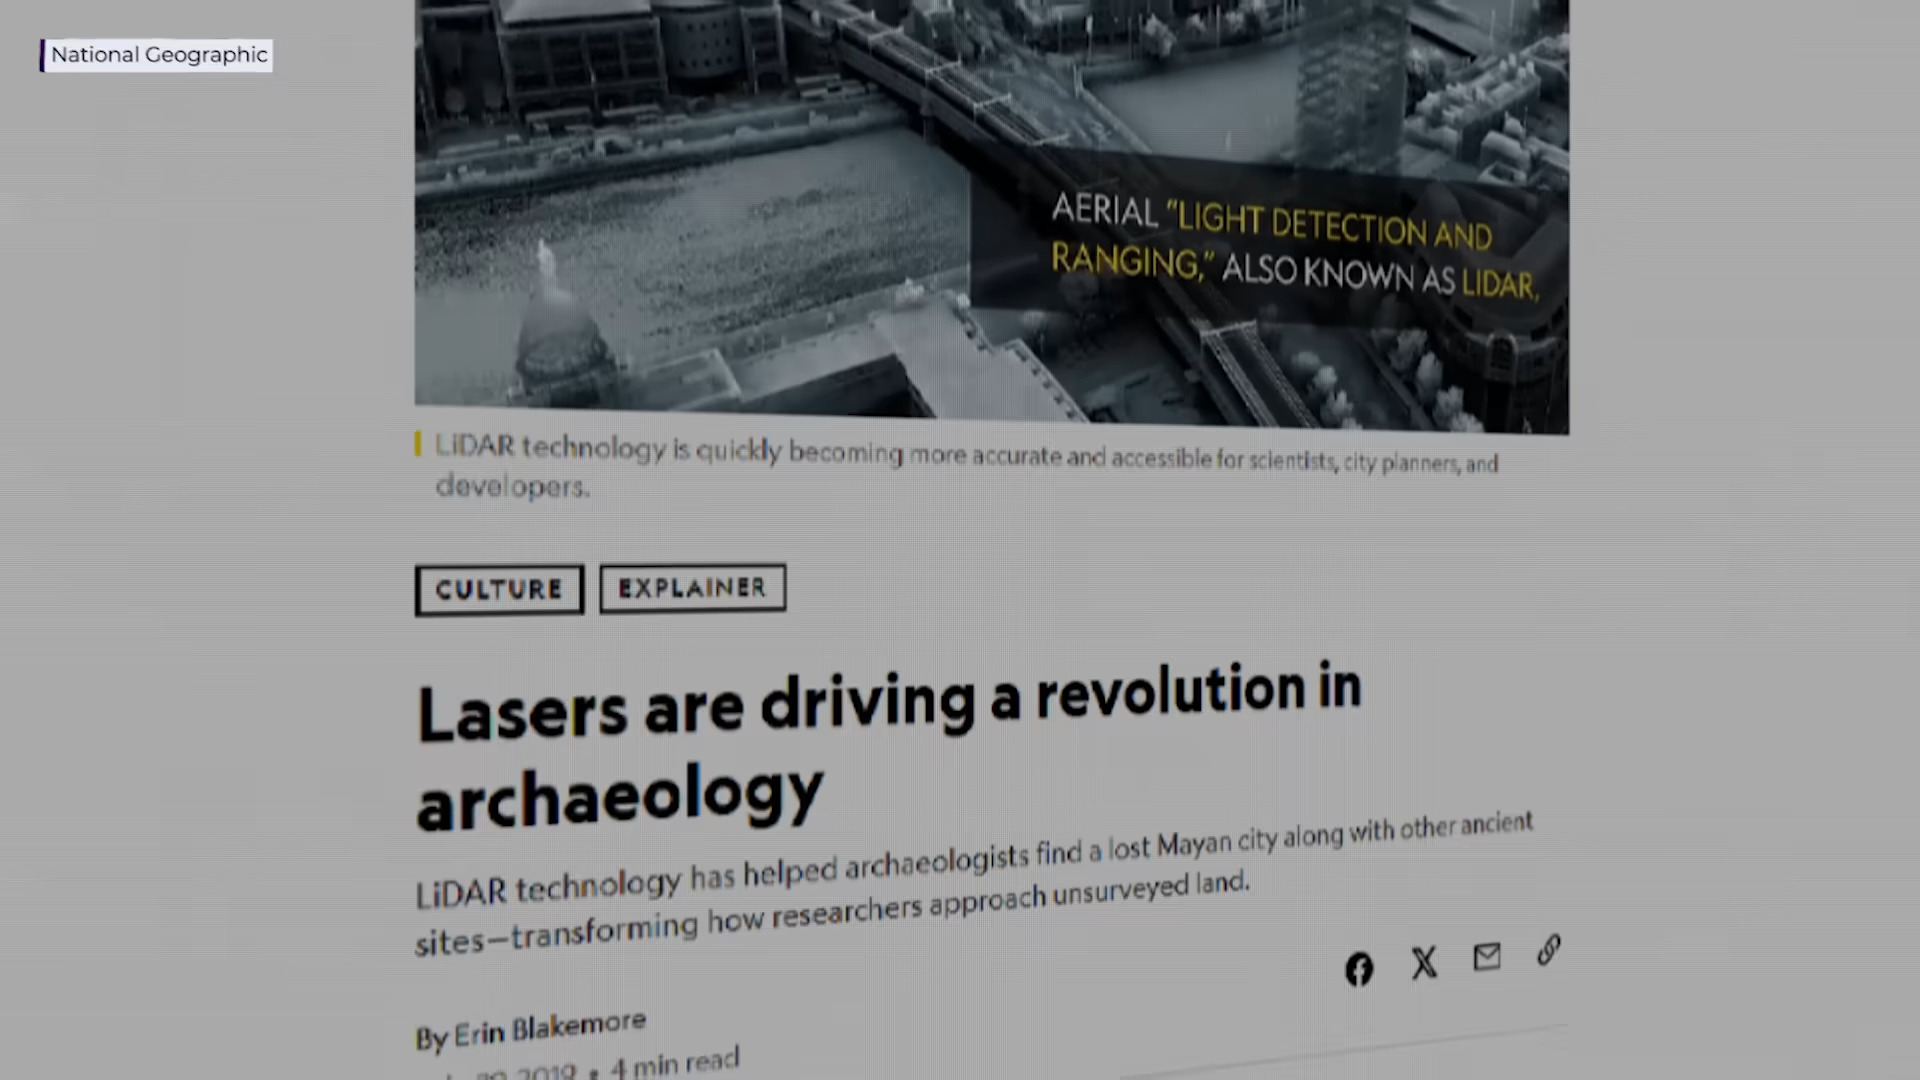 National Geographic
AERIAL “LIGHT DETECTION AND
RANGING,” ALSO KNOWN AS LIDAR,
LiDAR technology is quickly becoming more accurate and accessible for scientists, city planners, and
developers.
CULTURE EXPLAINER
Lasers are driving a revolution in
archaeology
LiDAR technology has helped archaeologists find a lost Mayan city along with other ancient
sites—transforming how researchers approach unsurveyed land.
By Erin Blakemore
2019 • 4 min read